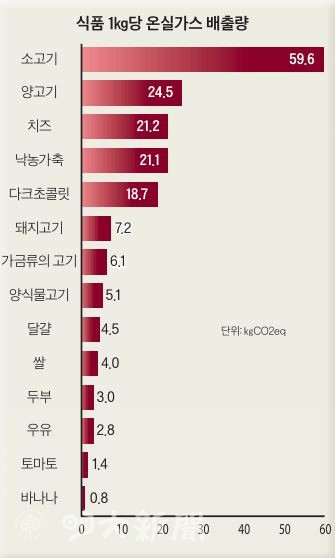 식품 1kg당 온실가스 배출량
소고기 59.6
양고기 24.5
치즈 21.2
낙농가축 21.1
다크초콜릿 18.7
돼지고기 7.2
가금류의 고기 6.1
양식물고기 5.1
달걀 4.5
단위: kgCO2eq
쌀 4.0
두부 3.0
우유 2.8
토마토 1.4
바나나 0.8
0 10 20 30 40 50 60